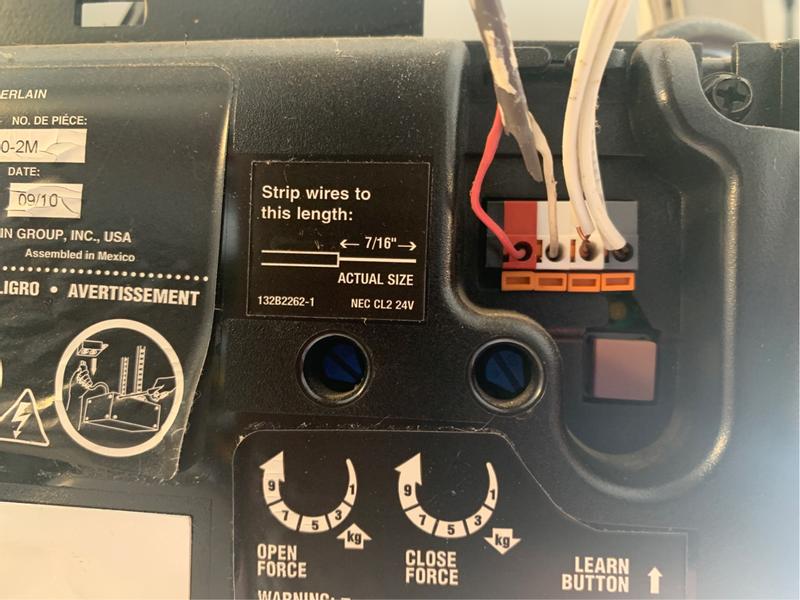 ERLAIN
NO. DE PIÉCE:
0-2M
DATE:
09/10
IN GROUP, INC., USA
Assembled in Mexico
LIGRO • AVERTISSEMENT
Strip wires to
this length:
7/16"
ACTUAL SIZE
132B2262-1 NEC CL2 24V
9 7 5 3 1
kg
OPEN
FORCE
9 7 5 3 1
kg
CLOSE
FORCE
LEARN
BUTTON
WARNING: